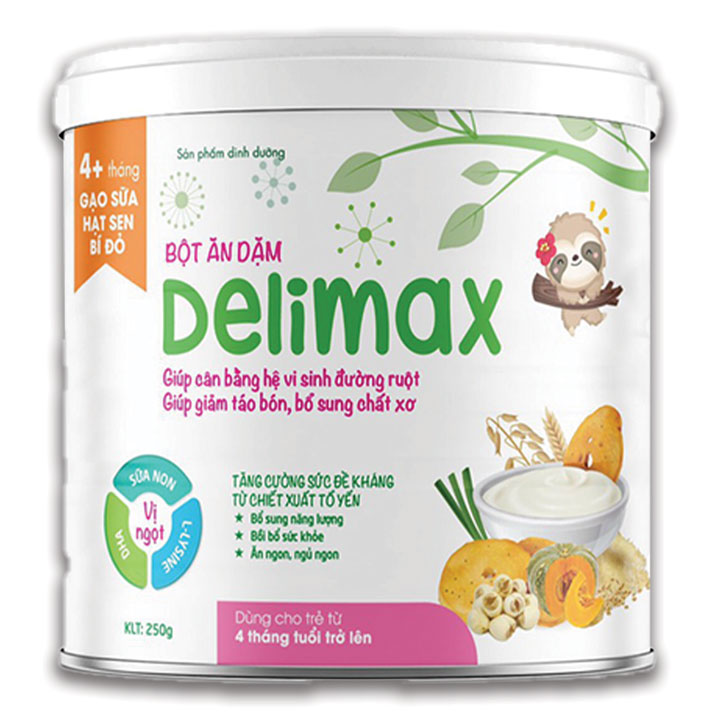 4+ tháng
GẠO SỮA
HẠT SEN
BÍ ĐỎ
Sản phẩm dinh dưỡng
BỘT ĂN DẶM
Delimax
Giúp cân bằng hệ vi sinh đường ruột
Giúp giảm táo bón, bổ sung chất xơ
SỮA NON
L-LYSINE
DHA
Vị
ngọt
TĂNG CƯỜNG SỨC ĐỀ KHÁNG
TỪ CHIẾT XUẤT TỔ YẾN
★ Bổ sung năng lượng
★ Bồi bổ sức khỏe
★ Ăn ngon, ngủ ngon
KLT: 250g
Dùng cho trẻ từ
4 tháng tuổi trở lên